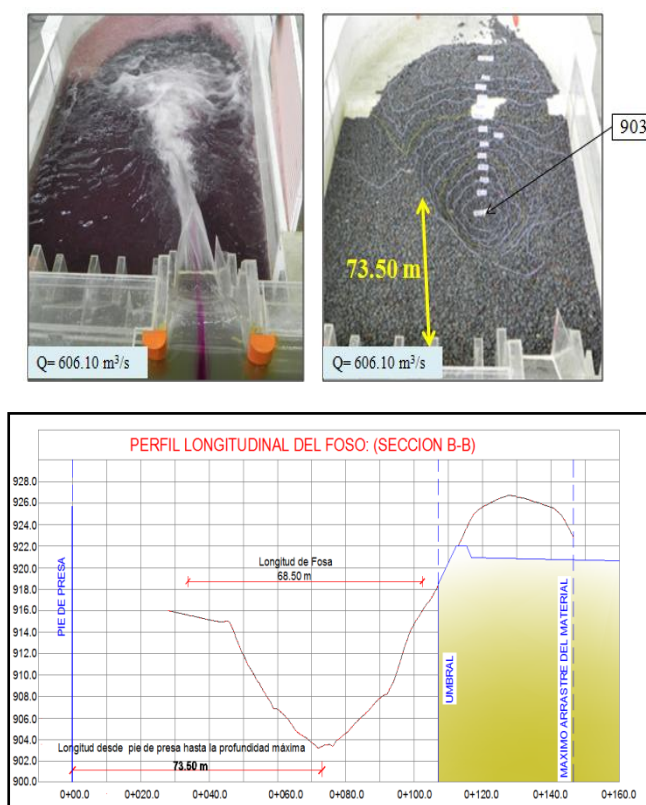 903
73.50 m
Q= 606.10 m³/s
Q= 606.10 m³/s
PERFIL LONGITUDINAL DEL FOSO: (SECCION B-B)
928.0
926.0
924.0
922.0
920.0
918.0
916.0
914.0
912.0
910.0
908.0
906.0
904.0
902.0
900.0
PIE DE PRESA
Longitud de Fosa
68.50 m
UMBRAL
MAXIMO ARRASTRE DEL MATERIAL
Longitud desde pie de presa hasta la profundidad máxima
73.50 m
0+00.0
0+020.0
0+040.0
0+060.0
0+080.0
0+100.0
0+120.0
0+140.0
0+160.0